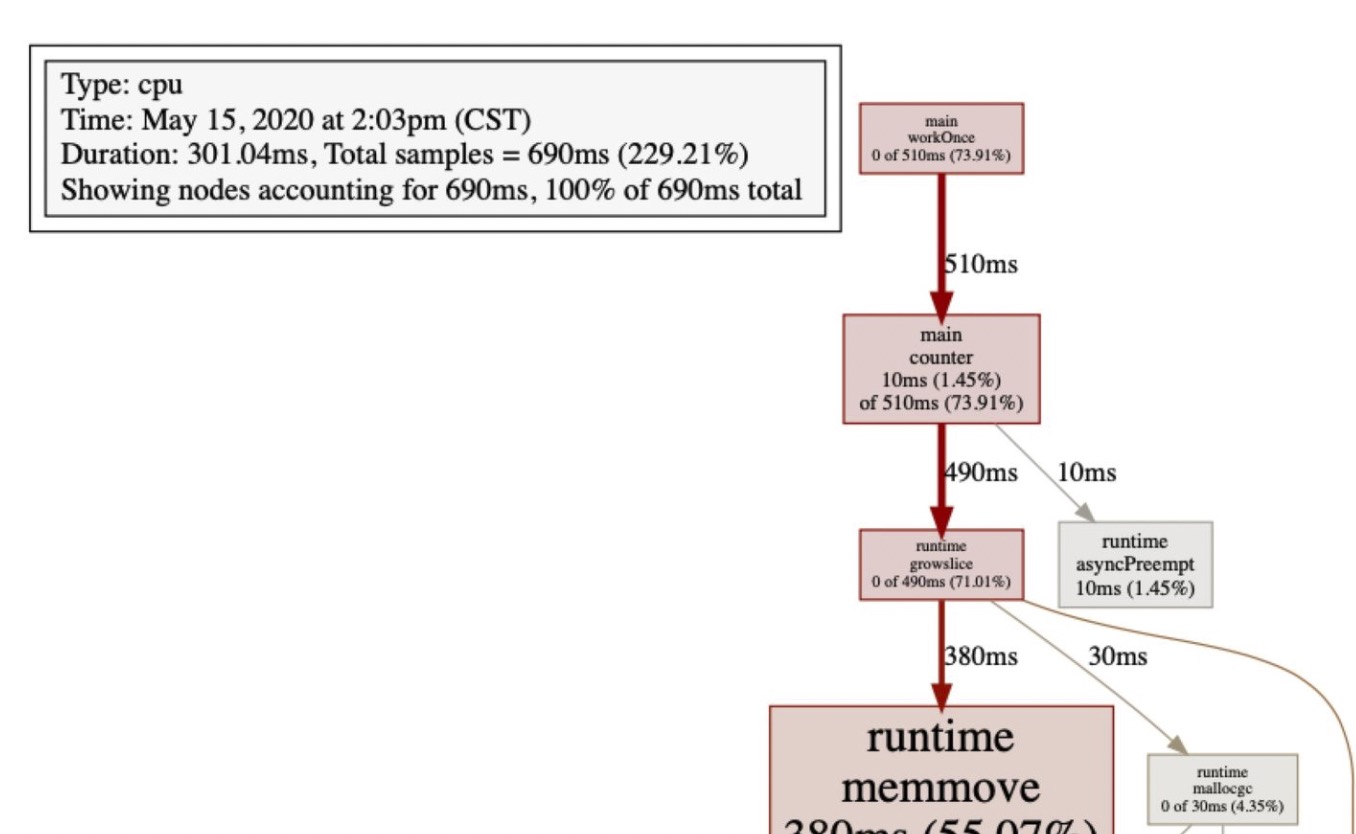 Type: cpu
Time: May 15, 2020 at 2:03pm (CST)
Duration: 301.04ms, Total samples = 690ms (229.21%)
Showing nodes accounting for 690ms, 100% of 690ms total
main
workOnce
0 of 510ms (73.91%)
510ms
main
counter
10ms (1.45%)
of 510ms (73.91%)
490ms
10ms
runtime
growslice
0 of 490ms (71.01%)
runtime
asyncPreempt
10ms (1.45%)
380ms
30ms
runtime
memmove
380ms (55.07%)
runtime
mallocgc
0 of 30ms (4.35%)